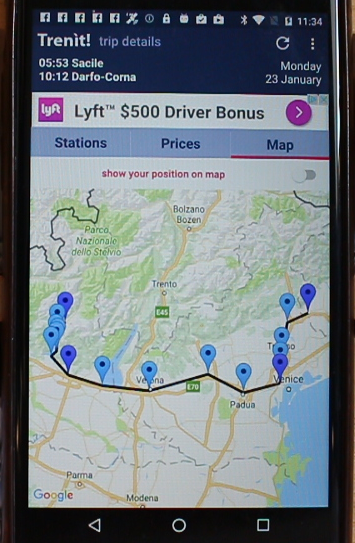 11:34
Trenìt! trip details
05:53 Sacile
10:12 Darfo-Corna
Monday
23 January
lyft
Lyft™ $500 Driver Bonus
Stations
Prices
Map
show your position on map
Bolzano
Bozen
Parco
Nazionale
dello Stelvio
Trento
E45
Verona
E70
Venice
Padua
Parma
Modena
Google